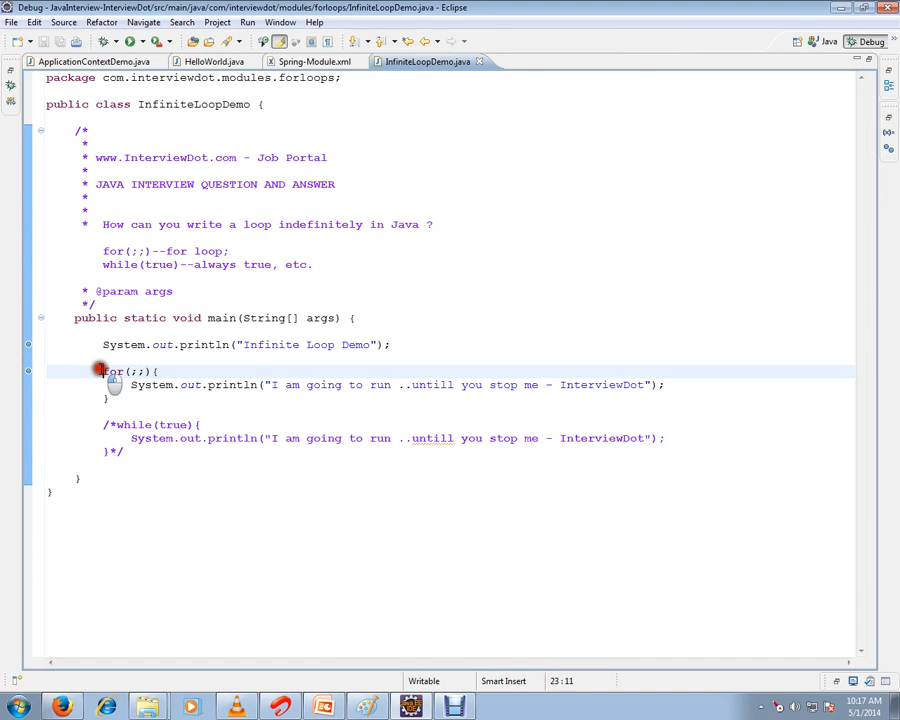 Debug - JavaInterview-InterviewDot/src/main/java/com/interviewdot/modules/forloops/InfiniteLoopDemo.java - Eclipse
File Edit Source Refactor Navigate Search Project Run Window Help
Java Debug
ApplicationContextDemo.java HelloWorld.java Spring-Module.xml InfiniteLoopDemo.java
package com.interviewdot.modules.forloops;
public class InfiniteLoopDemo {
/*
*
* www.InterviewDot.com - Job Portal
*
* JAVA INTERVIEW QUESTION AND ANSWER
*
*
* How can you write a loop indefinitely in Java ?
for(;;)--for loop;
while(true)--always true, etc.
* @param args
*/
public static void main(String[] args) {
System.out.println("Infinite Loop Demo");
for(;;){
System.out.println("I am going to run ..untill you stop me - InterviewDot");
}
/*while(true){
System.out.println("I am going to run ..untill you stop me - InterviewDot");
}*/
}
}
Writable Smart Insert 23 : 11
10:17 AM
5/1/2014